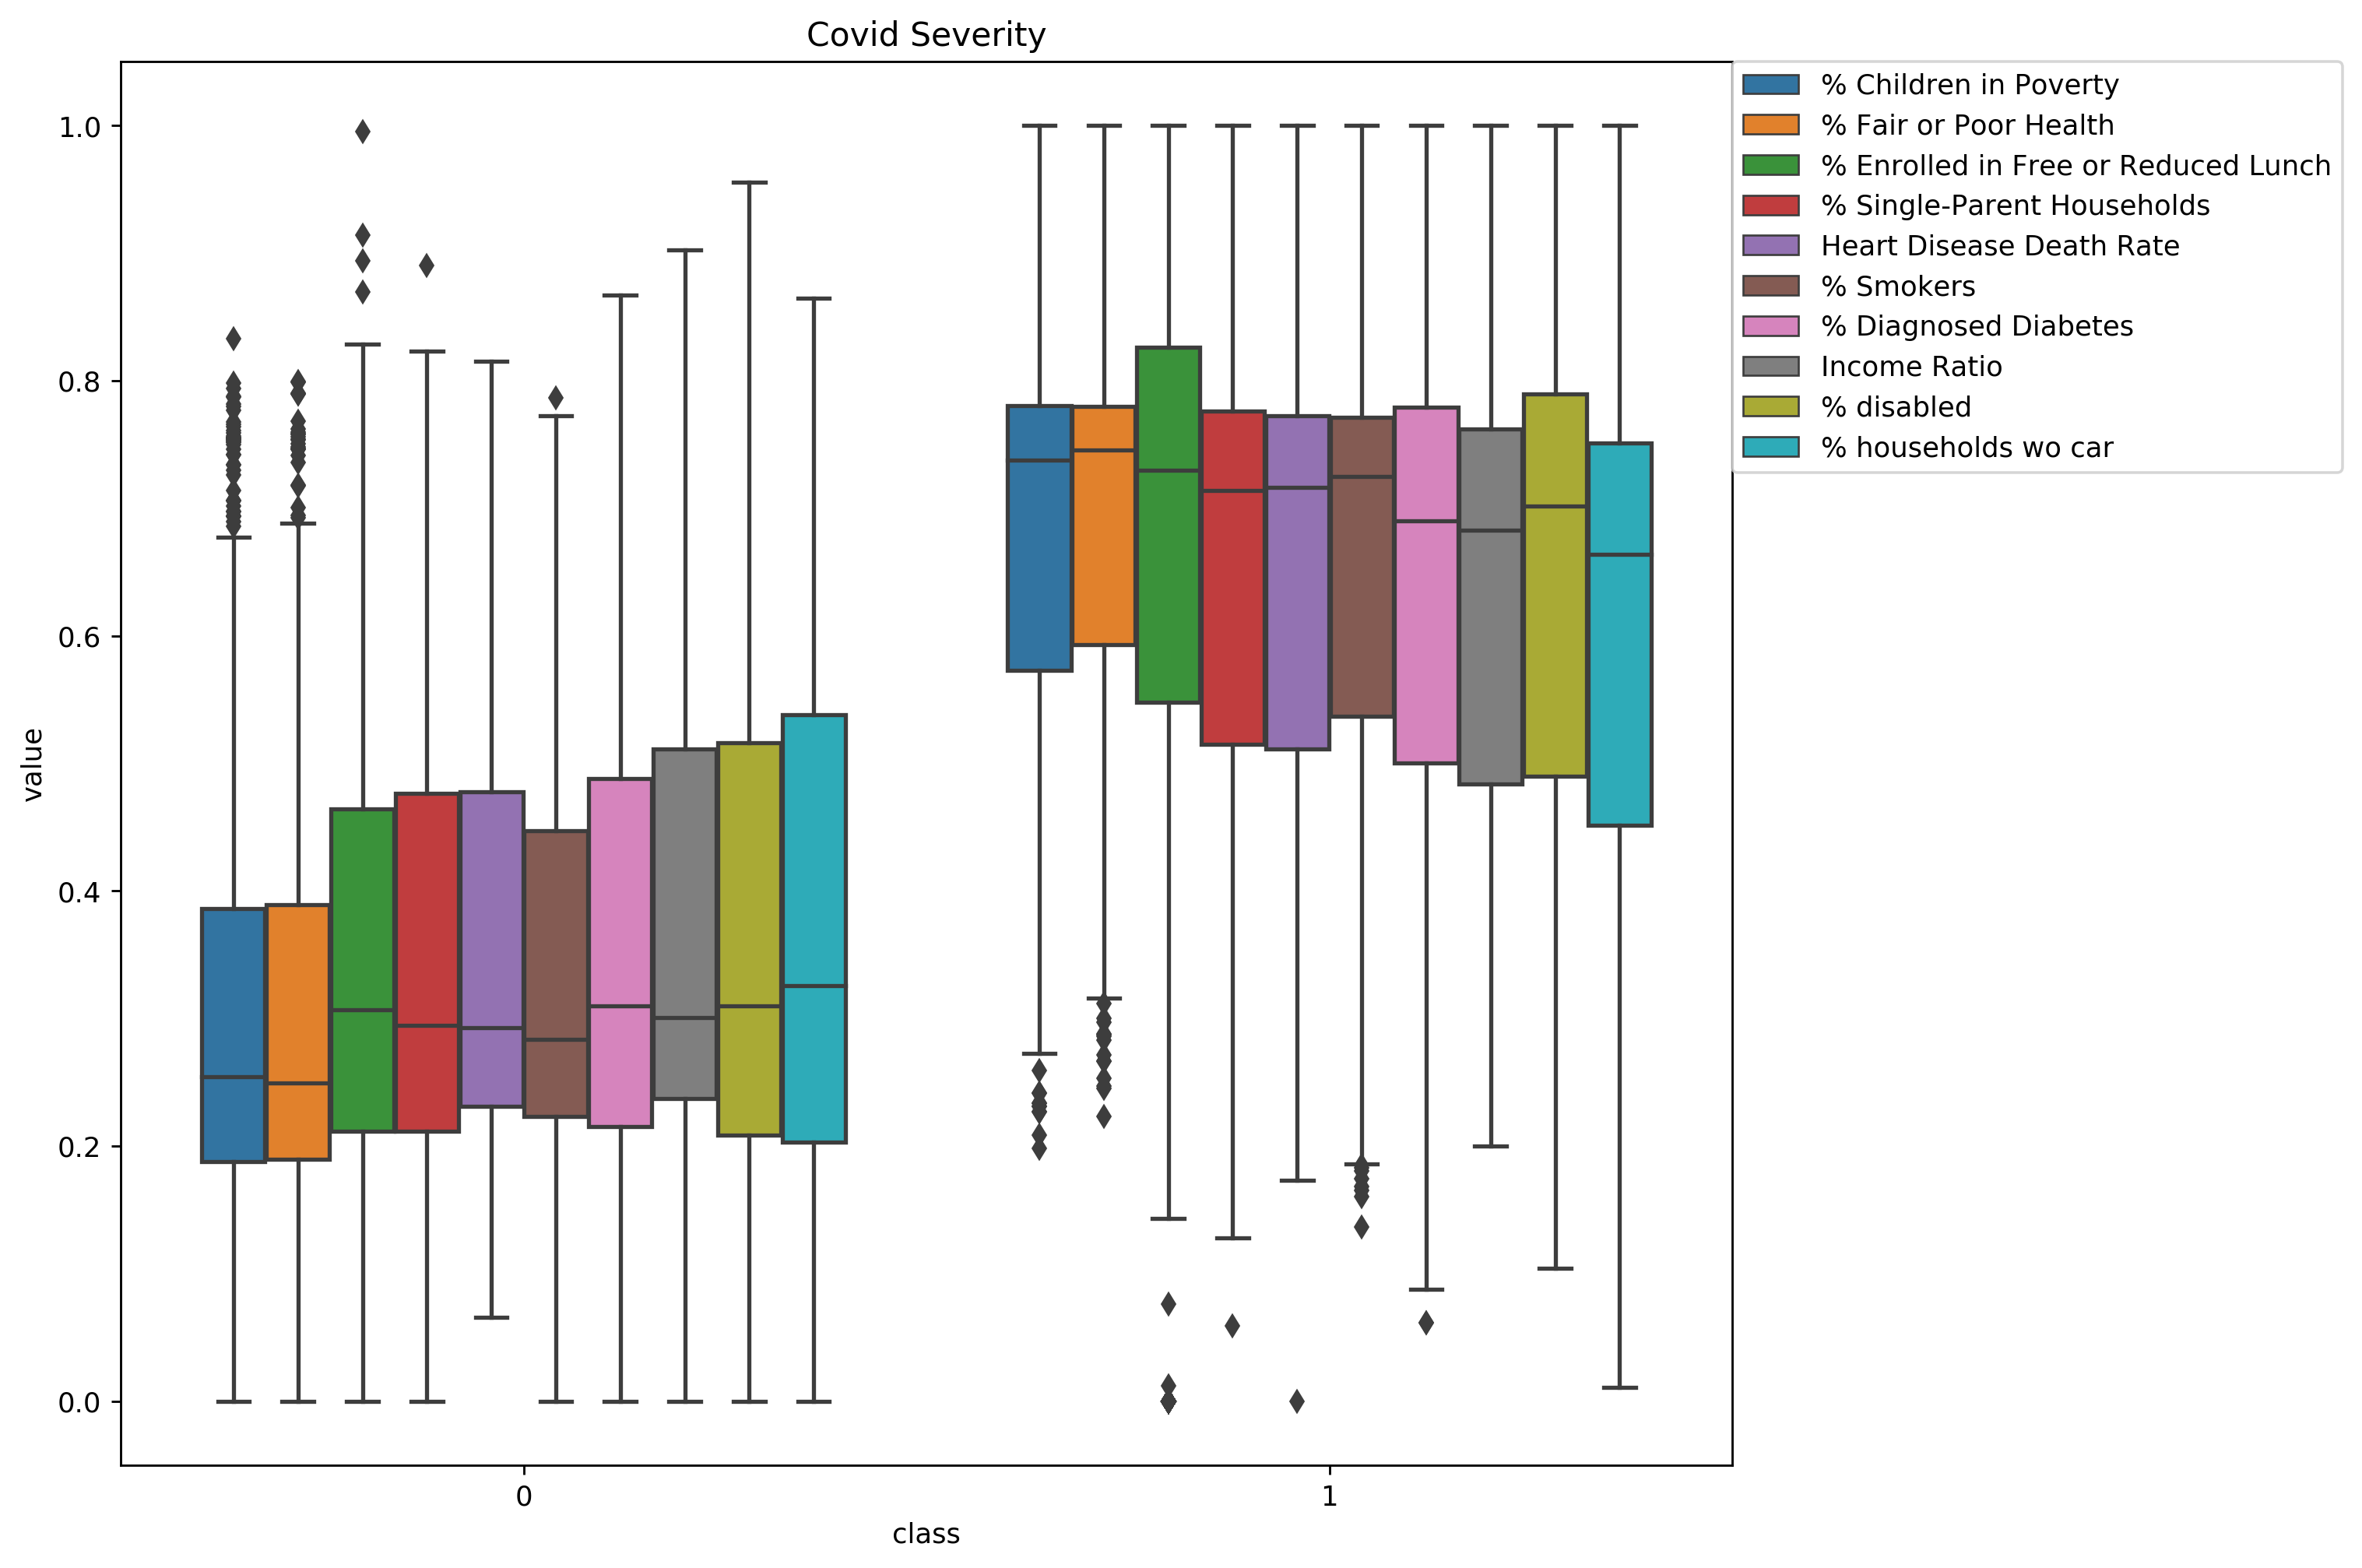 Covid Severity
1.0
0.8
0.6
0.4
0.2
0.0
value
0
1
class
% Children in Poverty
% Fair or Poor Health
% Enrolled in Free or Reduced Lunch
% Single-Parent Households
Heart Disease Death Rate
% Smokers
% Diagnosed Diabetes
Income Ratio
% disabled
% households wo car